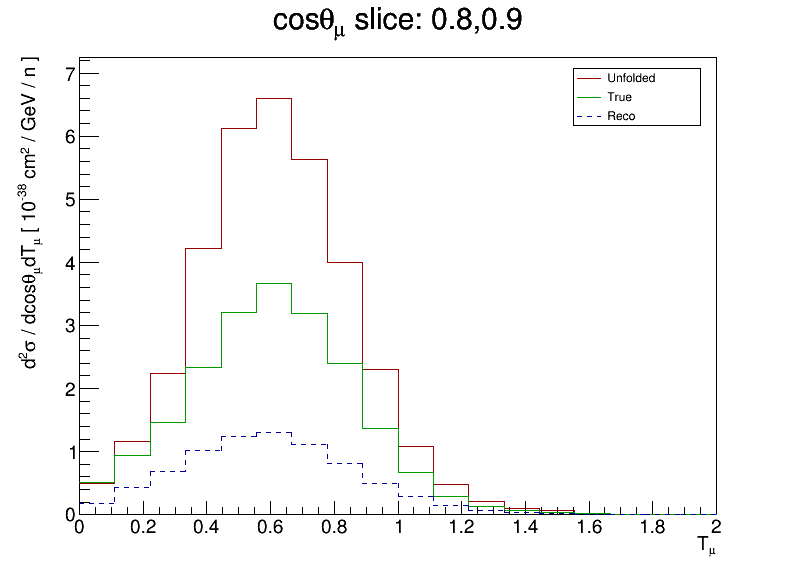 cosθμ slice: 0.8,0.9
d²σ / dcosθμdTμ [ 10⁻³⁸ cm² / GeV / n ]
7
6
5
4
3
2
1
0
Unfolded
True
Reco
0 0.2 0.4 0.6 0.8 1 1.2 1.4 1.6 1.8 2
Tμ